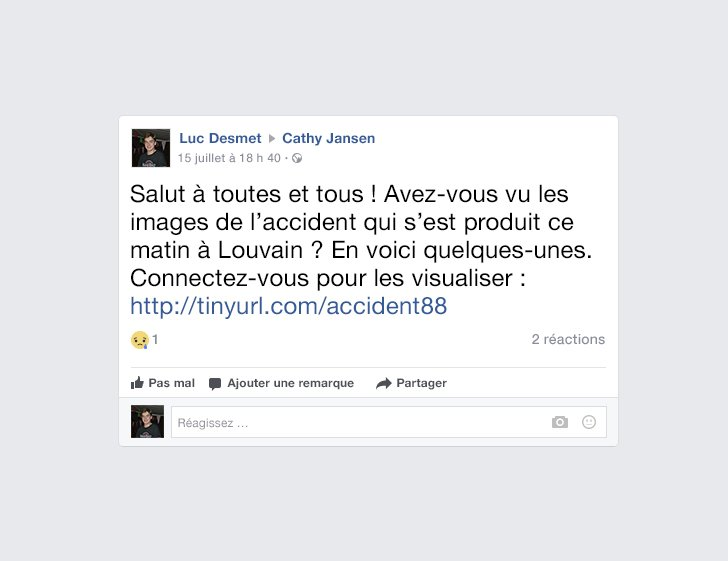 Luc Desmet ▸ Cathy Jansen
15 juillet à 18 h 40 ·
Salut à toutes et tous ! Avez-vous vu les
images de l’accident qui s’est produit ce
matin à Louvain ? En voici quelques-unes.
Connectez-vous pour les visualiser :
http://tinyurl.com/accident88
1 2 réactions
Pas mal Ajouter une remarque Partager
Réagissez …